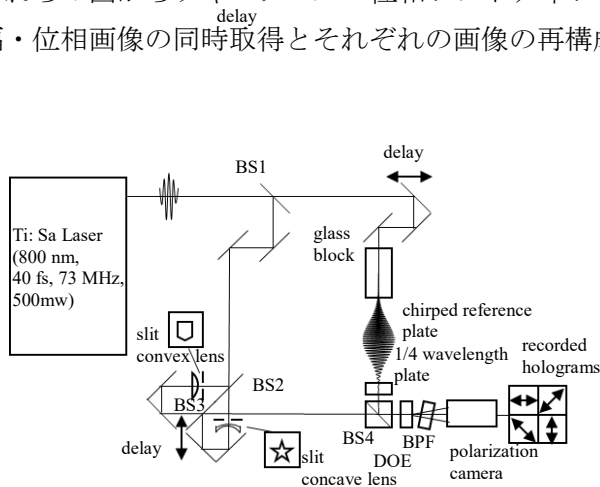 delay
・位相画像の同時取得とそれぞれの画像の再構成
delay
BS1
Ti: Sa Laser
(800 nm,
40 fs, 73 MHz,
500mw)
glass
block
chirped reference
plate
1/4 wavelength
plate
recorded
holograms
slit
convex lens
BS2
BS3
delay
slit
concave lens
BS4
DOE
BPF
polarization
camera